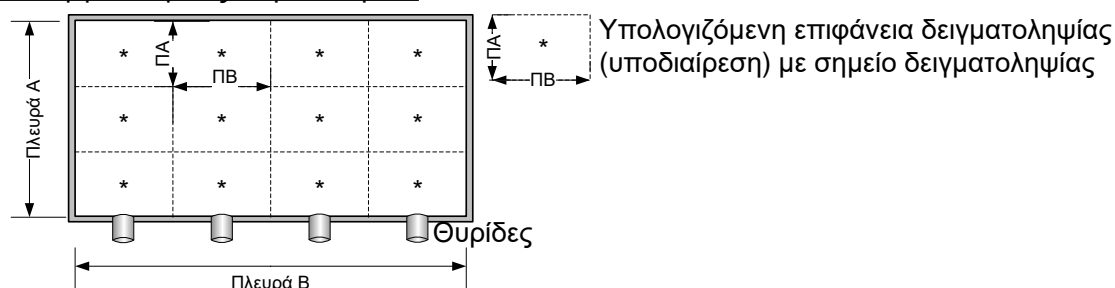 ΠΑ
ΠΒ
Πλευρά Α
Θυρίδες
Πλευρά Β
ΠΑ
ΠΒ
Υπολογιζόμενη επιφάνεια δειγματοληψίας
(υποδιαίρεση) με σημείο δειγματοληψίας